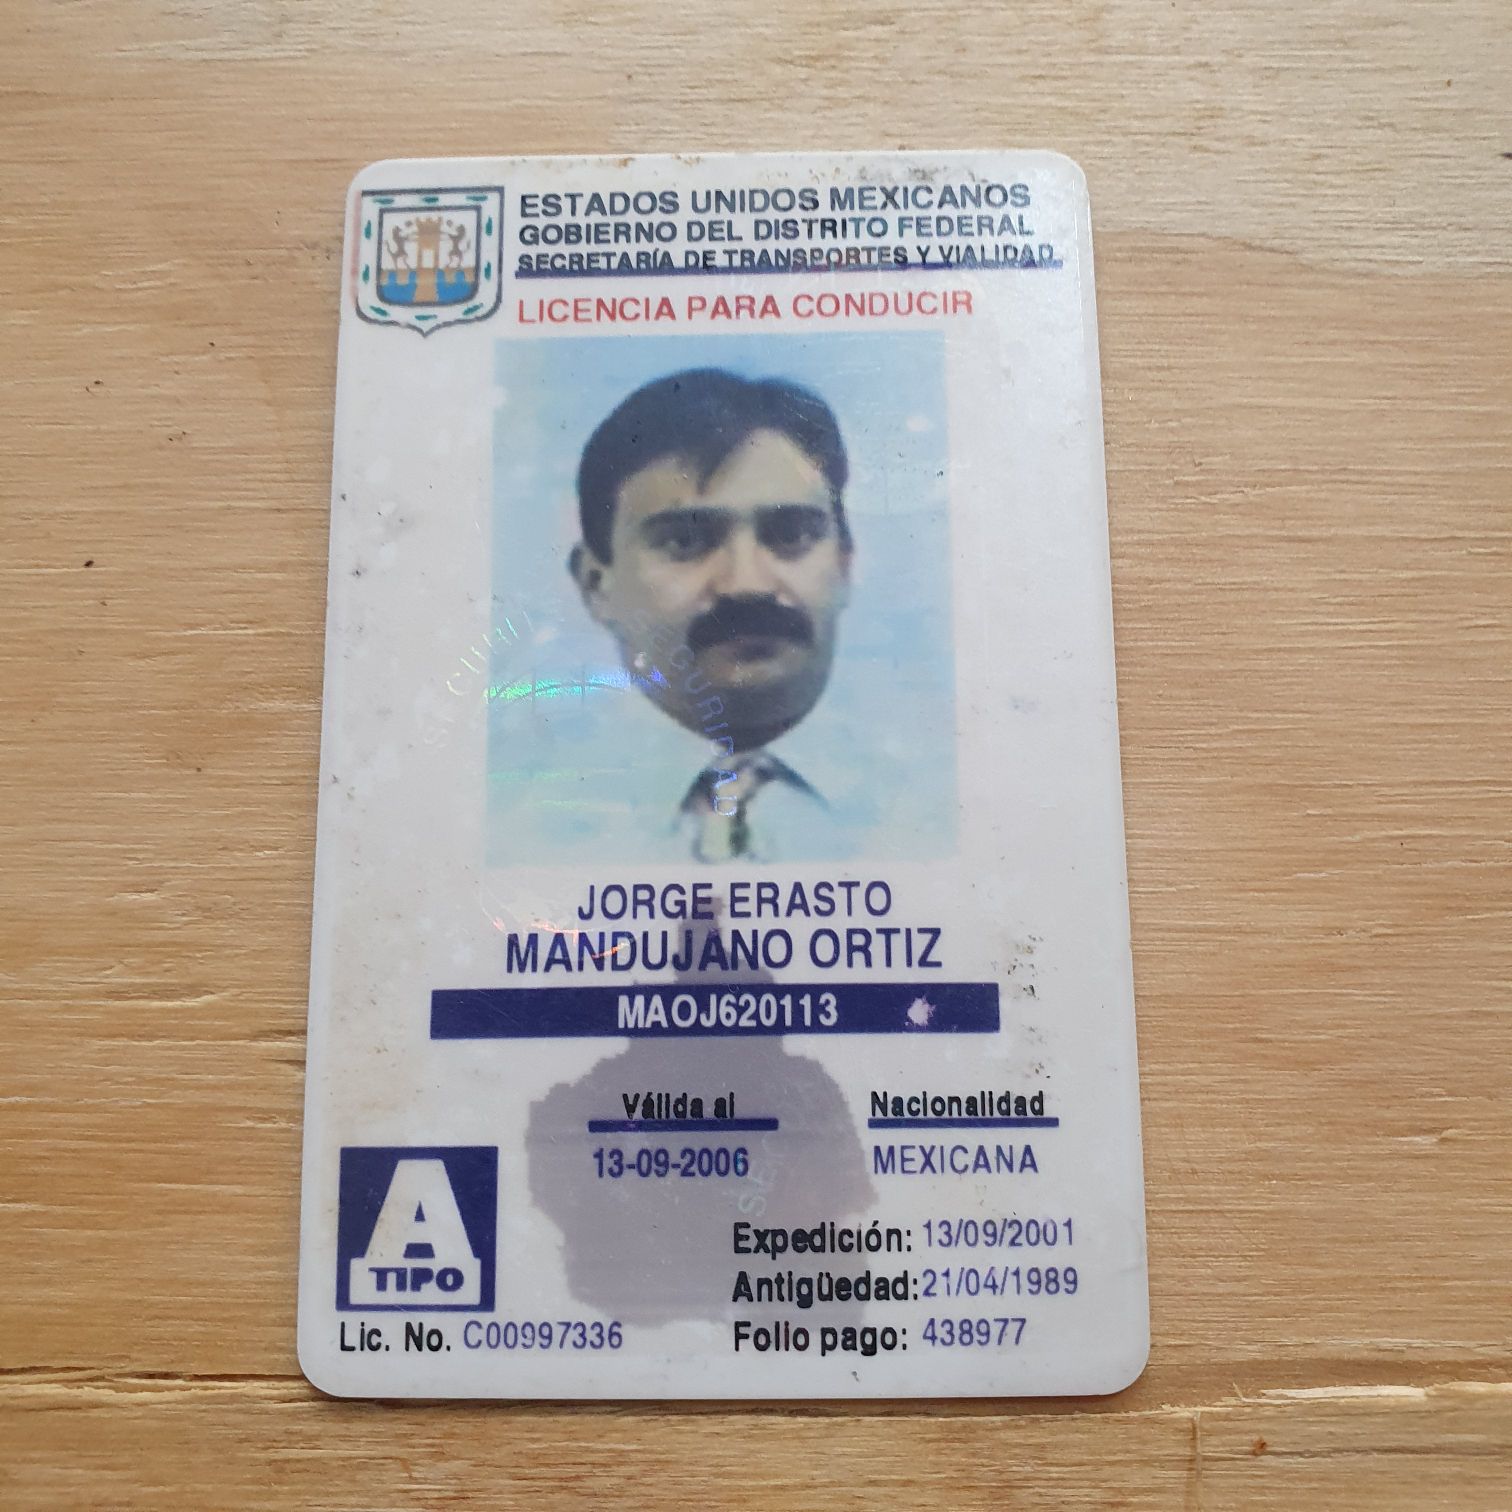 ESTADOS UNIDOS MEXICANOS
GOBIERNO DEL DISTRITO FEDERAL
SECRETARÍA DE TRANSPORTES Y VIALIDAD
LICENCIA PARA CONDUCIR
SEGURIDAD
JORGE ERASTO
MANDUJANO ORTIZ
MAOJ620113
Válida al
Nacionalidad
13-09-2006
MEXICANA
A
TIPO
Expedición: 13/09/2001
Antigüedad: 21/04/1989
Lic. No. C00997336
Folio pago: 438977